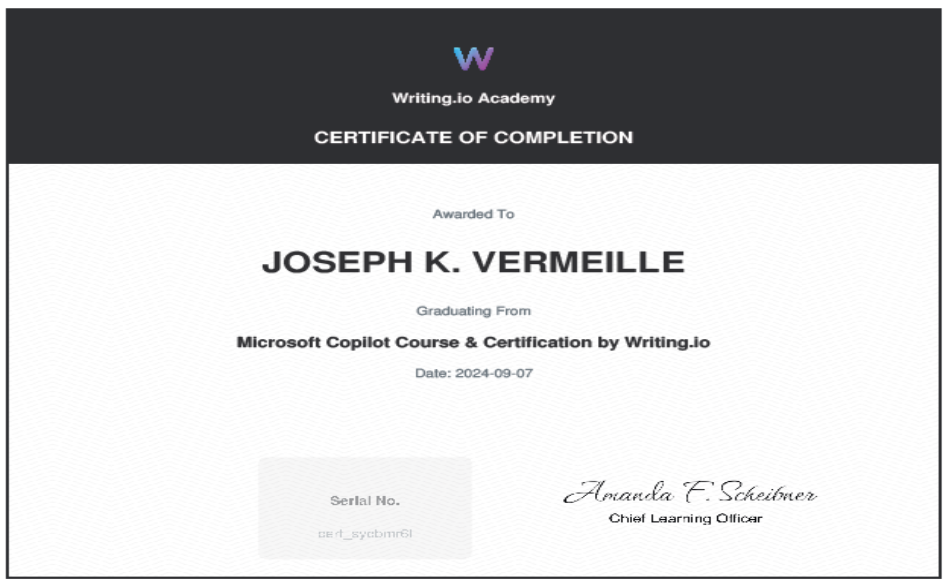 W
Writing.io Academy
CERTIFICATE OF COMPLETION
Awarded To
JOSEPH K. VERMEILLE
Graduating From
Microsoft Copilot Course & Certification by Writing.io
Date: 2024-09-07
Serial No.
Amanda F. Scheibner
Chief Learning Officer